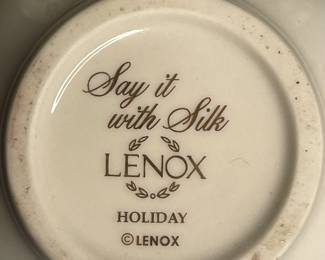 Say it
with Silk
LENOX
HOLIDAY
© LENOX